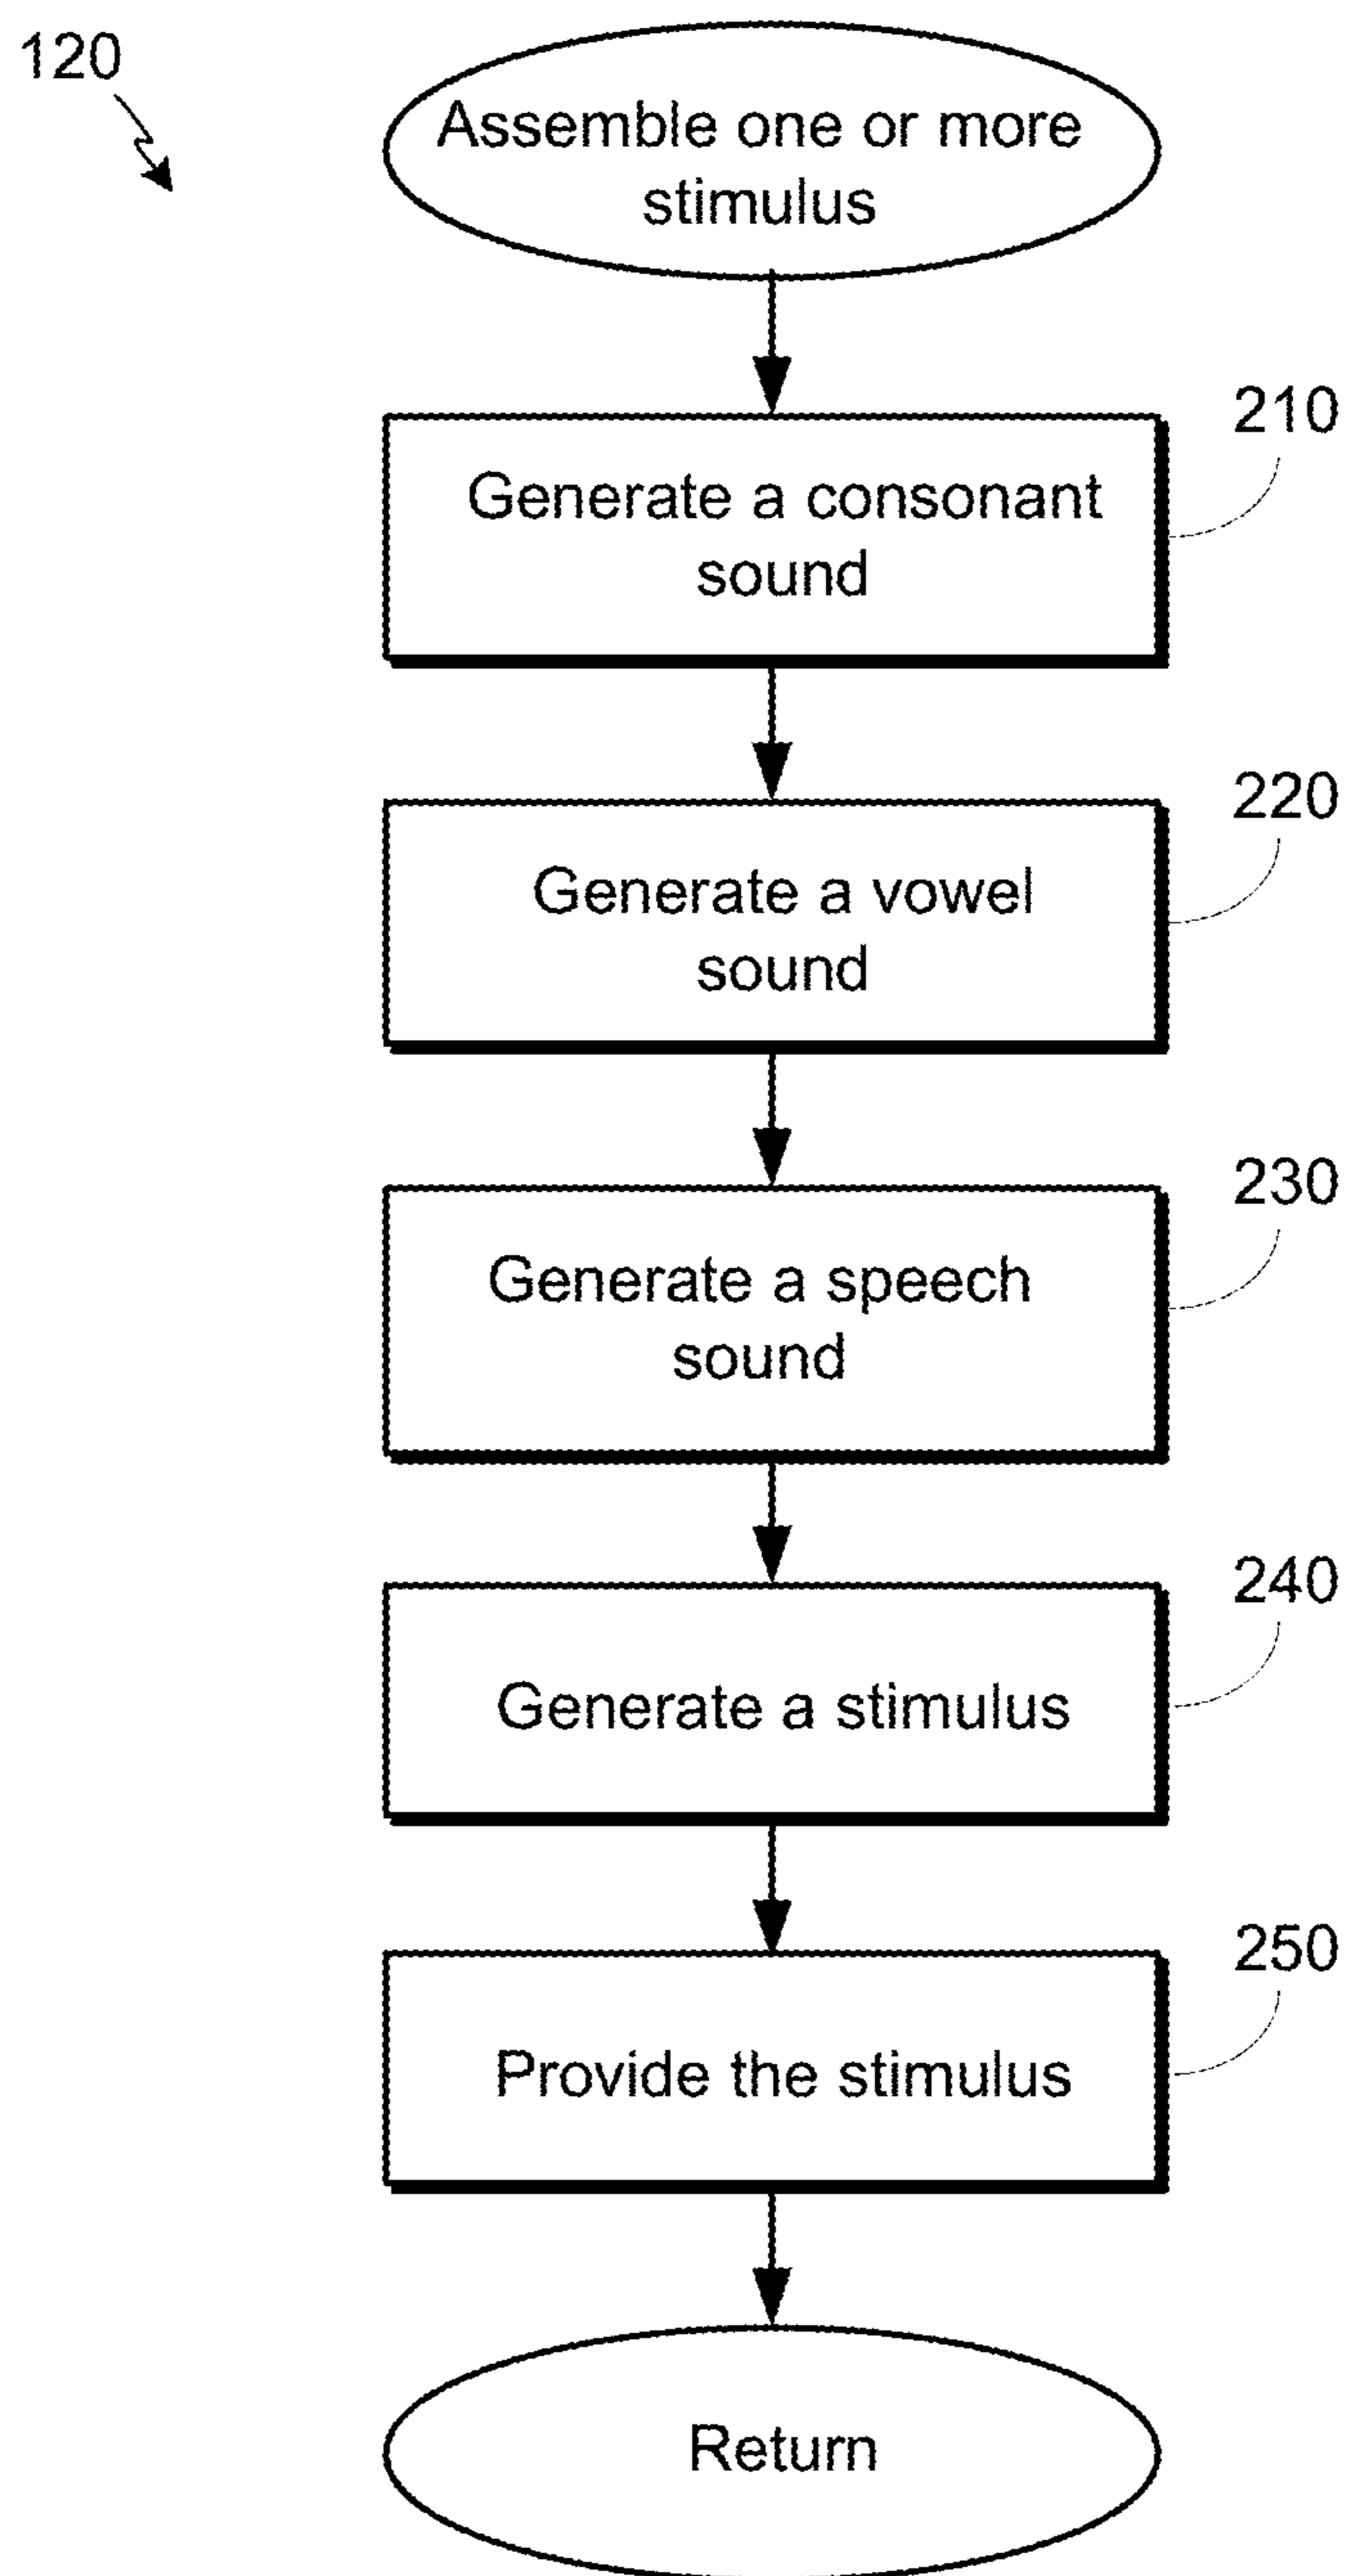 120
Assemble one or more
stimulus
210
Generate a consonant
sound
220
Generate a vowel
sound
230
Generate a speech
sound
240
Generate a stimulus
250
Provide the stimulus
Return